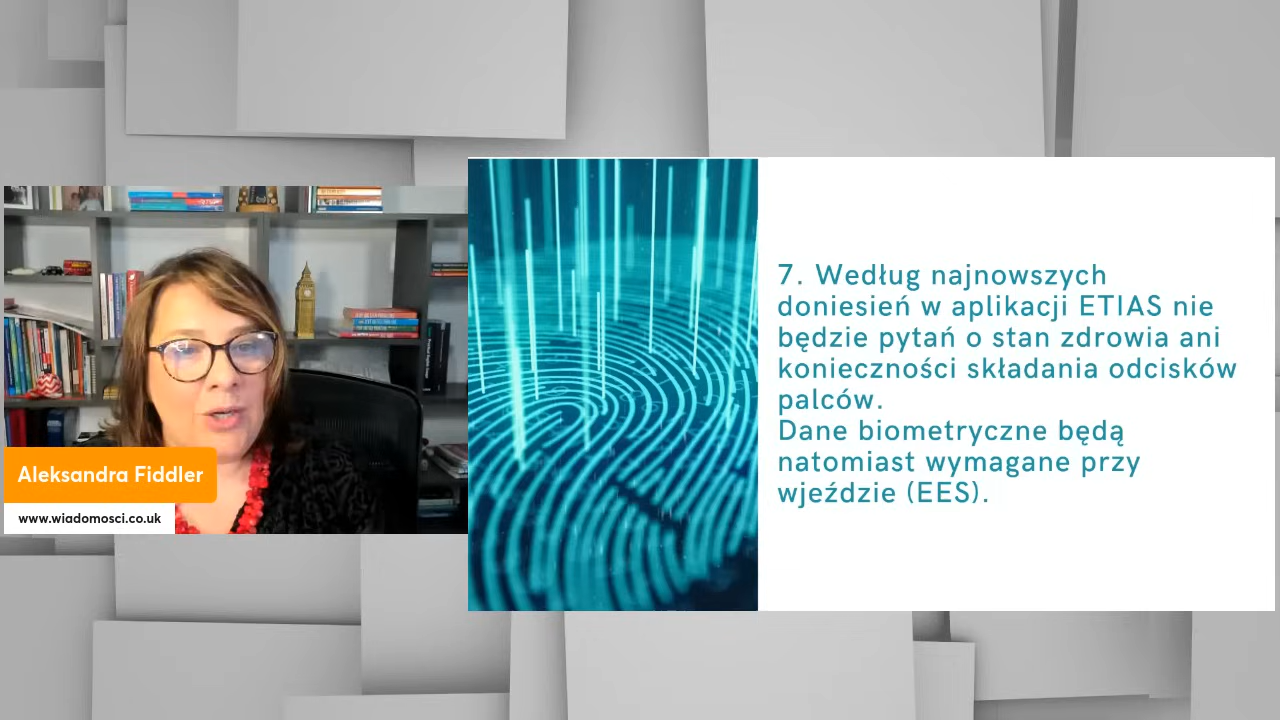 Aleksandra Fiddler
www.wiadomosci.co.uk
7. Według najnowszych
doniesień w aplikacji ETIAS nie
będzie pytań o stan zdrowia ani
konieczności składania odcisków
palców.
Dane biometryczne będą
natomiast wymagane przy
wjeździe (EES).